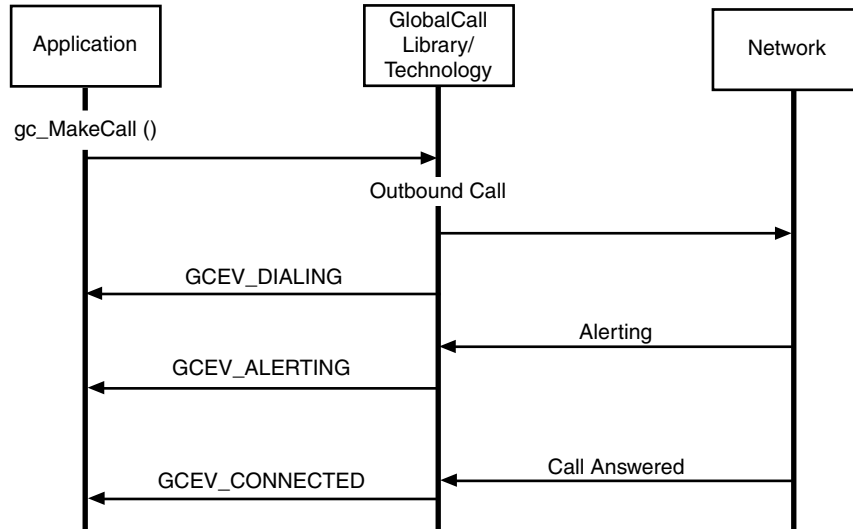 Application
GlobalCall
Library/
Technology
Network
gc_MakeCall ()
Outbound Call
GCEV_DIALING
Alerting
GCEV_ALERTING
Call Answered
GCEV_CONNECTED